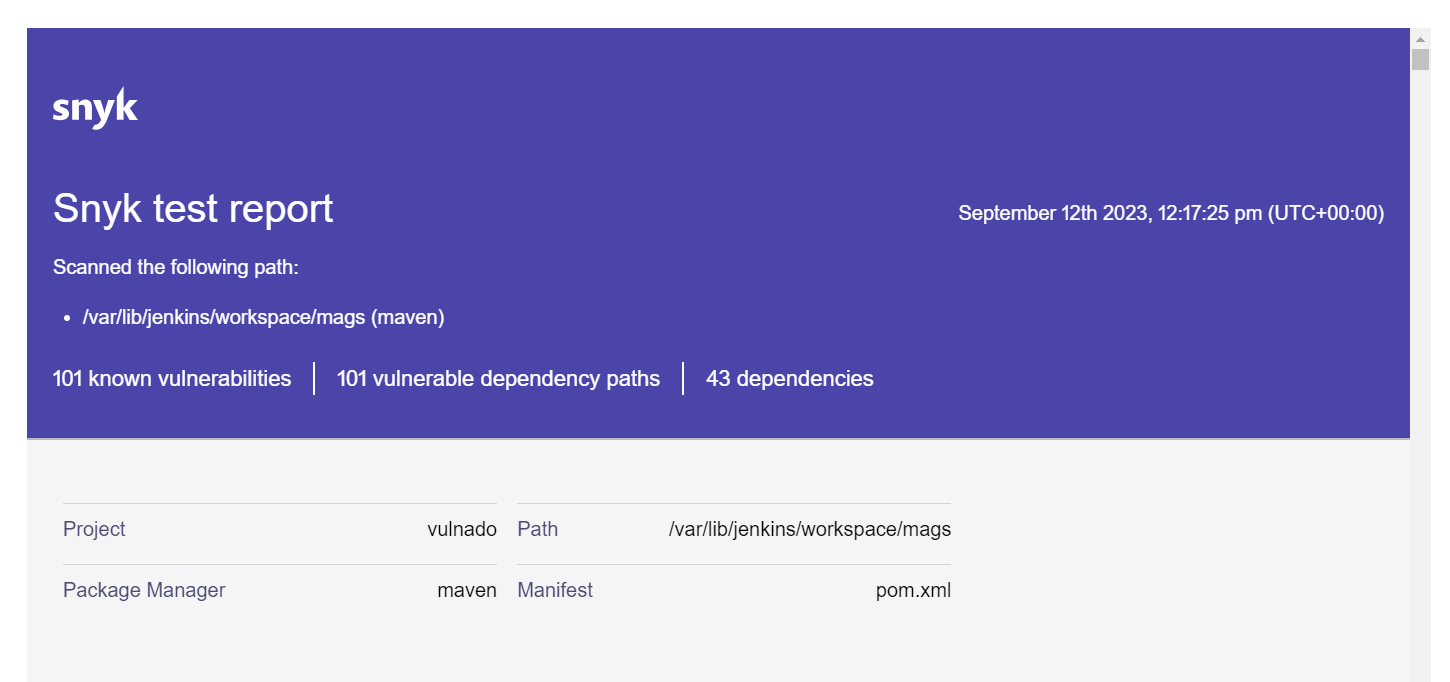 snyk
Snyk test report
September 12th 2023, 12:17:25 pm (UTC+00:00)
Scanned the following path:
• /var/lib/jenkins/workspace/mags (maven)
101 known vulnerabilities
101 vulnerable dependency paths
43 dependencies
Project vulnado
Path /var/lib/jenkins/workspace/mags
Package Manager maven
Manifest pom.xml